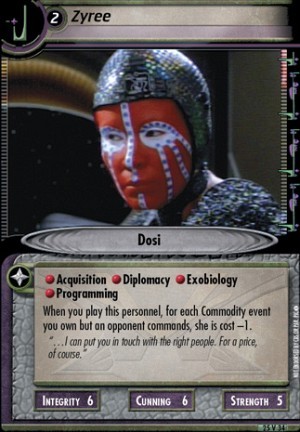 2 Zyree
Dosi
Acquisition Diplomacy Exobiology
Programming
When you play this personnel, for each Commodity event
you own but an opponent commands, she is cost –1.
“…I can put you in touch with the right people. For a price,
of course.”
INTEGRITY 6 CUNNING 6 STRENGTH 5